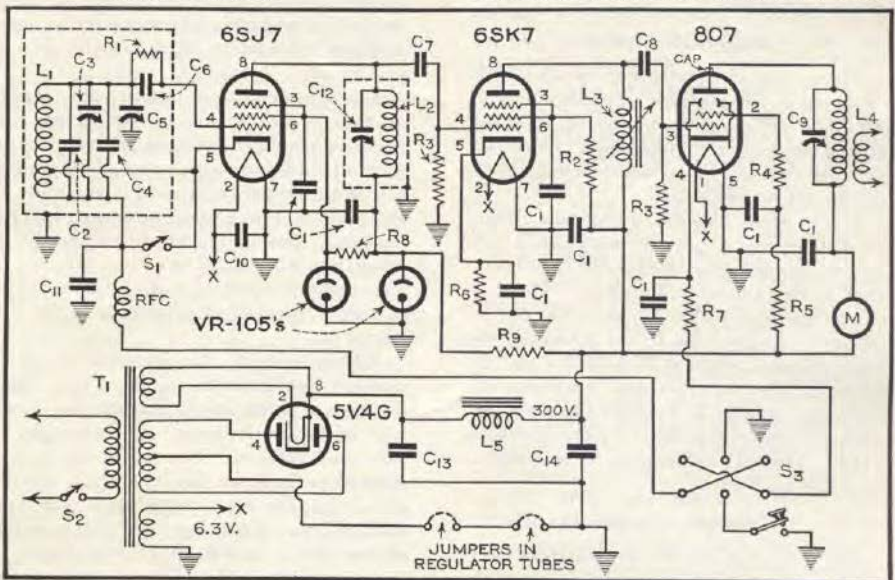 6SJ7
6SK7
807
R1
C3
C6
L1
C5
C2
C4
4
5
8
3
6
2
7
C12
L2
C7
R3
C1
C1
R8
C10
X
S1
C11
RFC
VR-105's
8
4
3
6
5
2
7
X
C1
R2
L3
C8
R3
C1
R6
C1
R9
CAP
3
2
4
1
5
X
R4
C9
L4
C1
C1
C1
R7
R5
M
T1
2
8
5V4G
4
6
C13
L5
300 V.
C14
S3
S2
X
6.3 V.
JUMPERS IN
REGULATOR TUBES